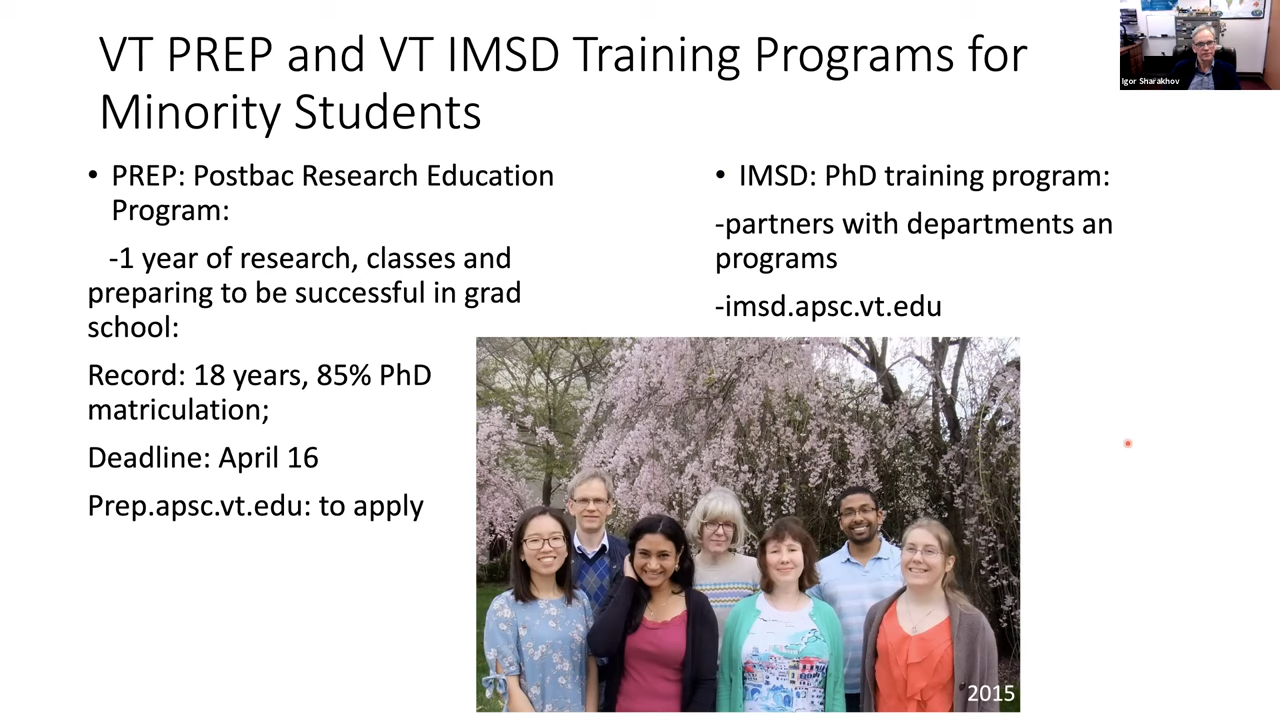 VT PREP and VT IMSD Training Programs for
Minority Students
Igor Sharakhov
• PREP: Postbac Research Education
Program:
-1 year of research, classes and
preparing to be successful in grad
school:
Record: 18 years, 85% PhD
matriculation;
Deadline: April 16
Prep.apsc.vt.edu: to apply
• IMSD: PhD training program:
-partners with departments an
programs
-imsd.apsc.vt.edu
2015